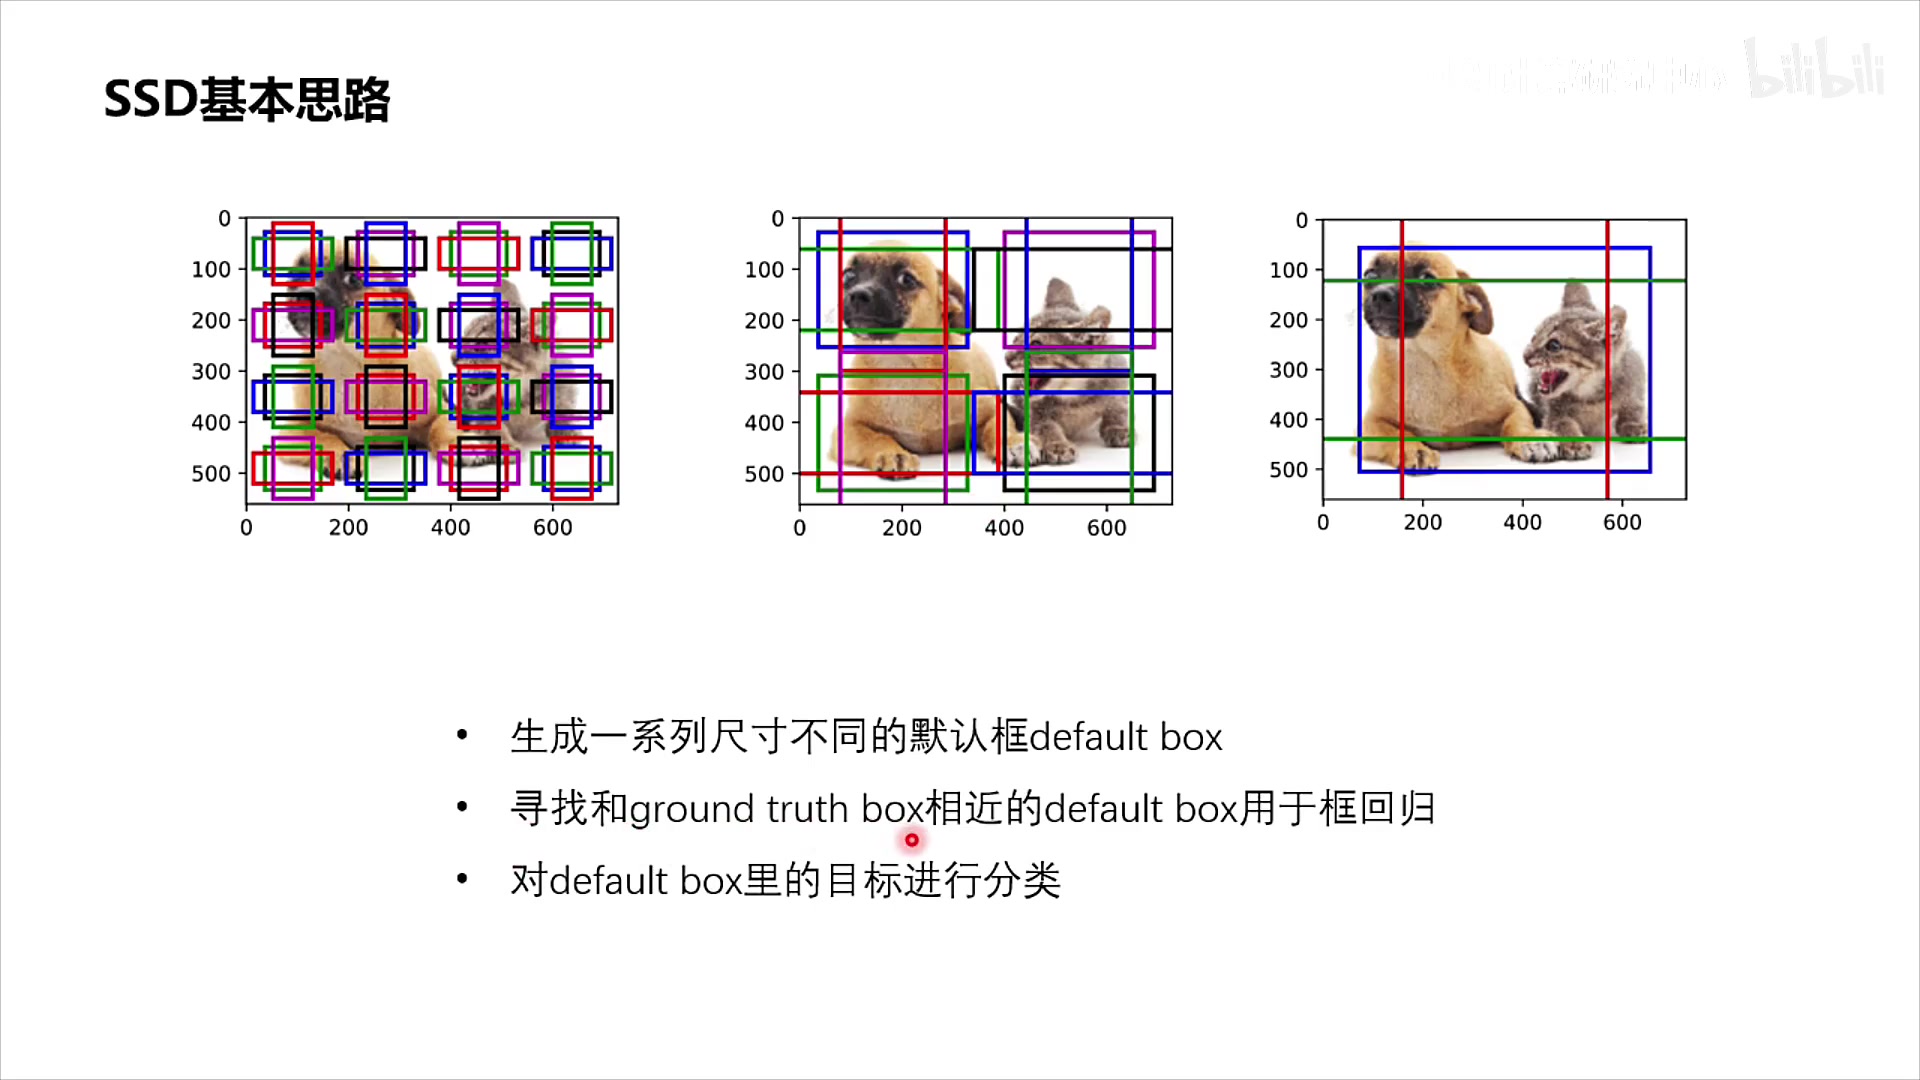 SSD基本思路
bilibili
0
100
200
300
400
500
0 200 400 600
0
100
200
300
400
500
0 200 400 600
0
100
200
300
400
500
0 200 400 600
• 生成一系列尺寸不同的默认框default box
• 寻找和ground truth box相近的default box用于框回归
• 对default box里的目标进行分类